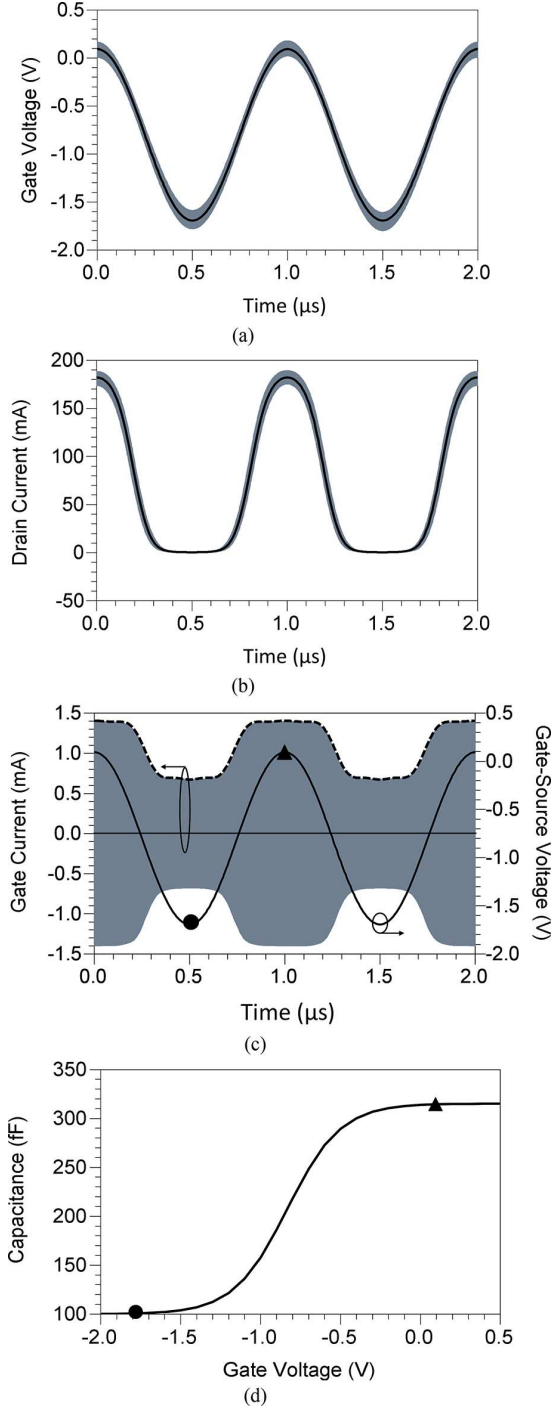 0.5
0.0
-0.5
-1.0
-1.5
-2.0
Gate Voltage (V)
0.0 0.5 1.0 1.5 2.0
Time (μs)
(a)
200
150
100
50
0
-50
Drain Current (mA)
0.0 0.5 1.0 1.5 2.0
Time (μs)
(b)
1.5
1.0
0.5
0.0
-0.5
-1.0
-1.5
Gate Current (mA)
0.5
0.0
-0.5
-1.0
-1.5
-2.0
Gate-Source Voltage (V)
0.0 0.5 1.0 1.5 2.0
Time (μs)
(c)
350
300
250
200
150
100
Capacitance (fF)
-2.0 -1.5 -1.0 -0.5 0.0 0.5
Gate Voltage (V)
(d)